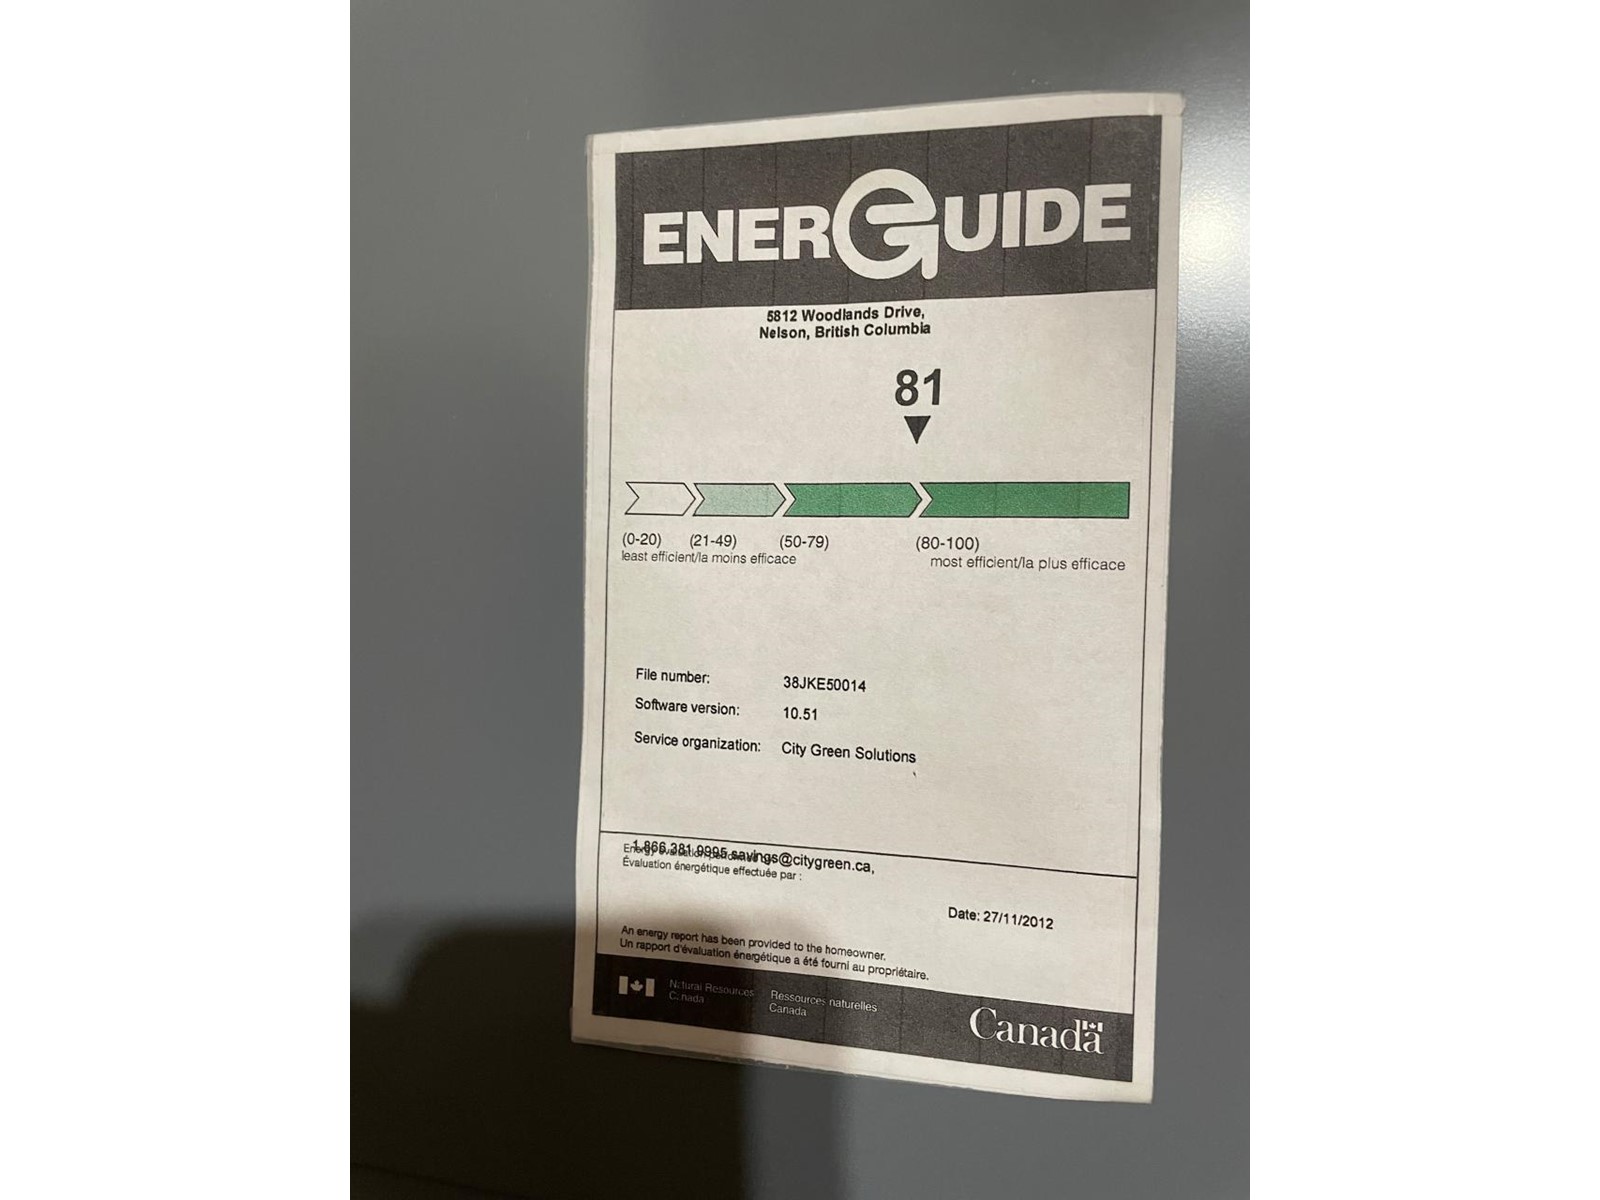 ENERGUIDE
5812 Woodlands Drive,
Nelson, British Columbia
81
(0-20) (21-49) (50-79) (80-100)
least efficient/la moins efficace most efficient/la plus efficace
File number: 38JKE50014
Software version: 10.51
Service organization: City Green Solutions
1.866.381.9995 savings@citygreen.ca,
Energy evaluation performed by:
Évaluation énergétique effectuée par :
Date: 27/11/2012
An energy report has been provided to the homeowner.
Un rapport d'évaluation énergétique a été fourni au propriétaire.
Natural Resources Ressources naturelles
Canada Canada
Canada